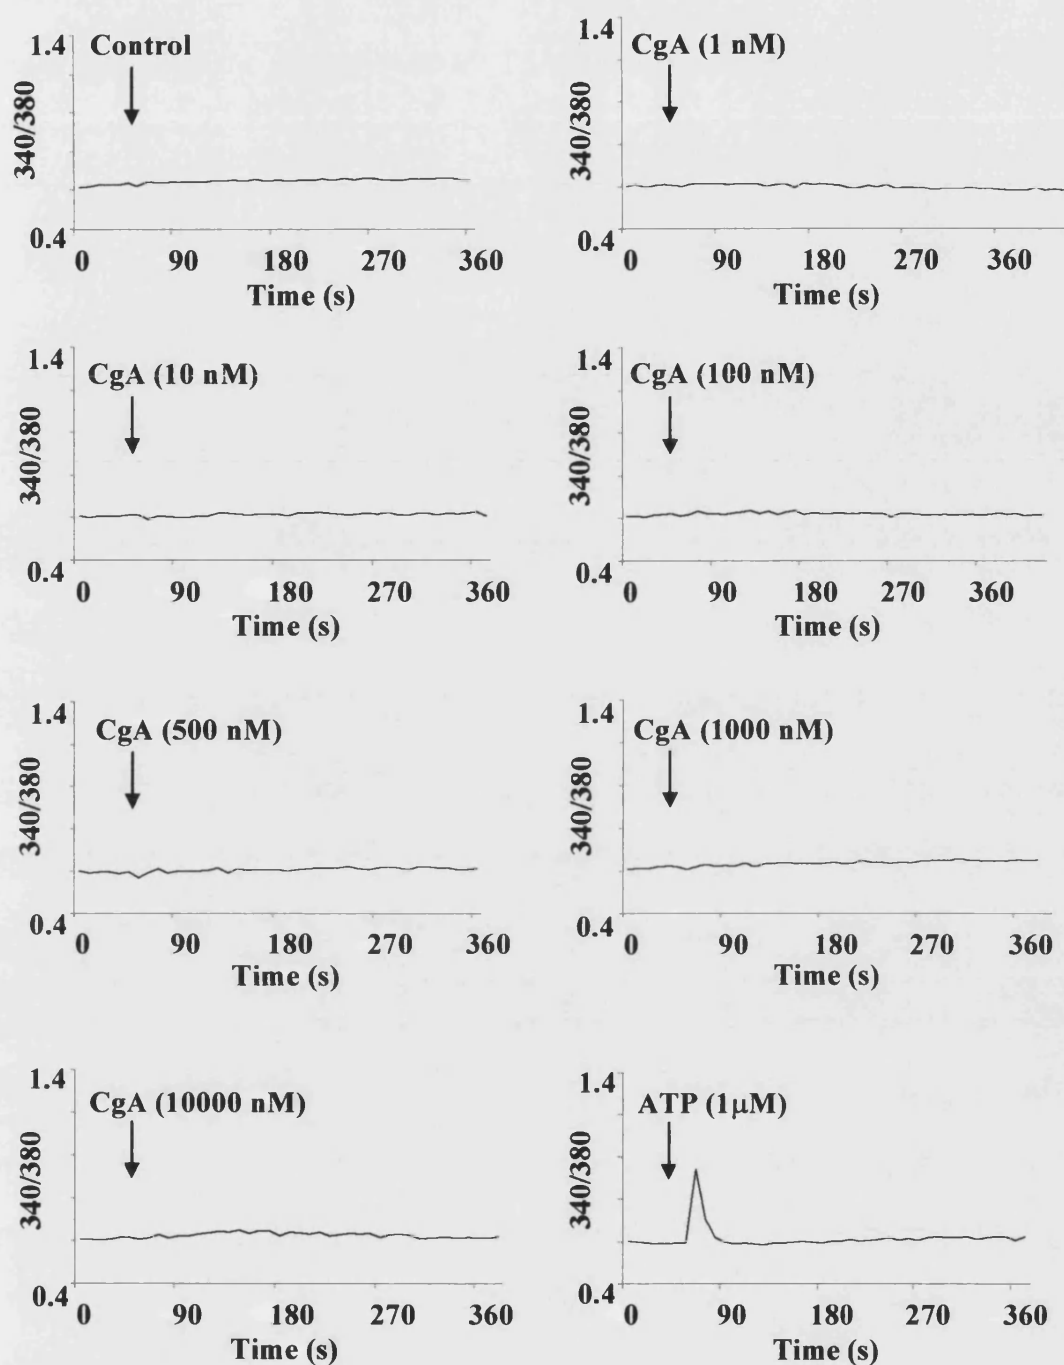 1.4
Control
340/380
0.4
0 90 180 270 360
Time (s)
CgA (1 nM)
0.4
0 90 180 270 360
Time (s)
1.4
CgA (10 nM)
340/380
0.4
0 90 180 270 360
Time (s)
1.4
CgA (100 nM)
340/380
0.4
0 90 180 270 360
Time (s)
1.4
CgA (500 nM)
340/380
0.4
0 90 180 270 360
Time (s)
1.4
CgA (1000 nM)
340/380
0.4
0 90 180 270 360
Time (s)
1.4
CgA (10000 nM)
340/380
0.4
0 90 180 270 360
Time (s)
1.4
ATP (1μM)
340/380
0.4
0 90 180 270 360
Time (s)